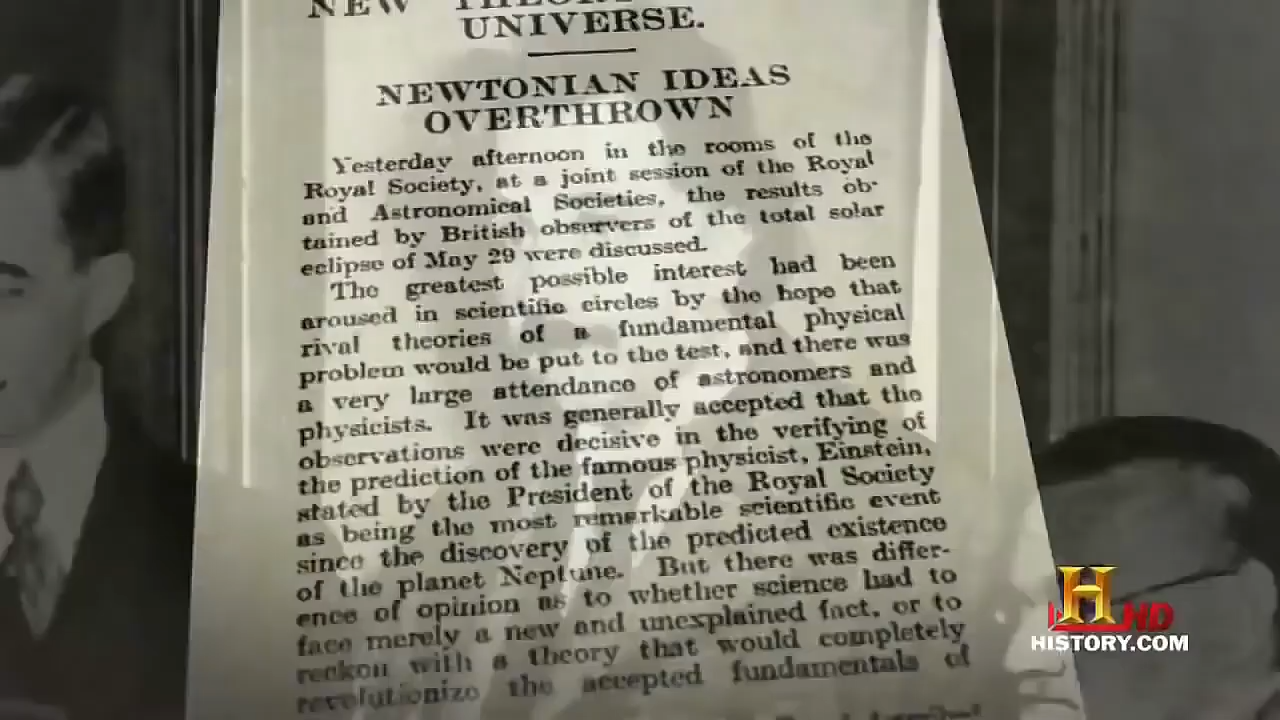 NEW THEORY
UNIVERSE.
NEWTONIAN IDEAS
OVERTHROWN
Yesterday afternoon in the rooms of the
Royal Society, at a joint session of the Royal
and Astronomical Societies, the results ob-
tained by British observers of the total solar
eclipse of May 29 were discussed.
The greatest possible interest had been
aroused in scientific circles by the hope that
rival theories of a fundamental physical
problem would be put to the test, and there was
a very large attendance of astronomers and
physicists. It was generally accepted that the
observations were decisive in the verifying of
the prediction of the famous physicist, Einstein,
stated by the President of the Royal Society
as being the most remarkable scientific event
since the discovery of the predicted existence
of the planet Neptune. But there was differ-
ence of opinion as to whether science had to
face merely a new and unexplained fact, or to
reckon with a theory that would completely
revolutionize the accepted fundamentals of
H HD
HISTORY.COM